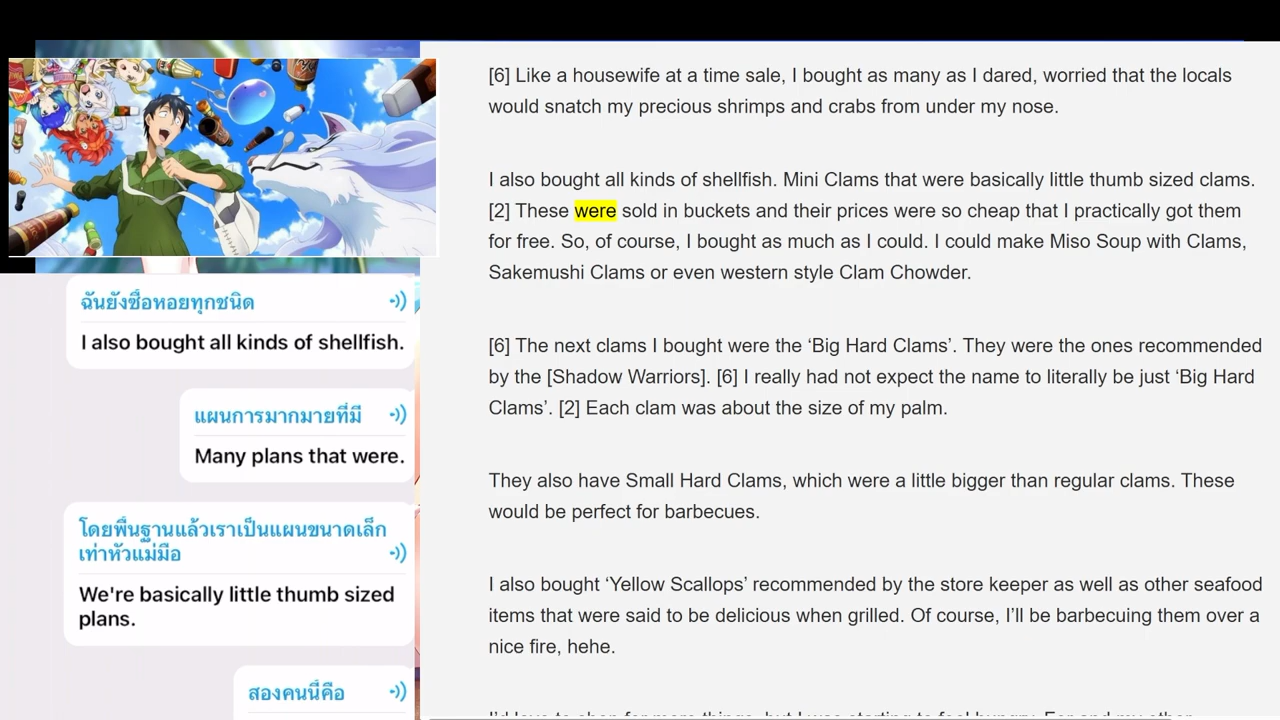 ฉันยังซื้อหอยทุกชนิด
I also bought all kinds of shellfish.
แผนการมากมายที่มี
Many plans that were.
โดยพื้นฐานแล้วเราเป็นแผนขนาดเล็ก
เท่าหัวแม่มือ
We're basically little thumb sized
plans.
สองคนนี้คือ
[6] Like a housewife at a time sale, I bought as many as I dared, worried that the locals
would snatch my precious shrimps and crabs from under my nose.
I also bought all kinds of shellfish. Mini Clams that were basically little thumb sized clams.
[2] These were sold in buckets and their prices were so cheap that I practically got them
for free. So, of course, I bought as much as I could. I could make Miso Soup with Clams,
Sakemushi Clams or even western style Clam Chowder.
[6] The next clams I bought were the ‘Big Hard Clams’. They were the ones recommended
by the [Shadow Warriors]. [6] I really had not expect the name to literally be just ‘Big Hard
Clams’. [2] Each clam was about the size of my palm.
They also have Small Hard Clams, which were a little bigger than regular clams. These
would be perfect for barbecues.
I also bought ‘Yellow Scallops’ recommended by the store keeper as well as other seafood
items that were said to be delicious when grilled. Of course, I’ll be barbecuing them over a
nice fire, hehe.